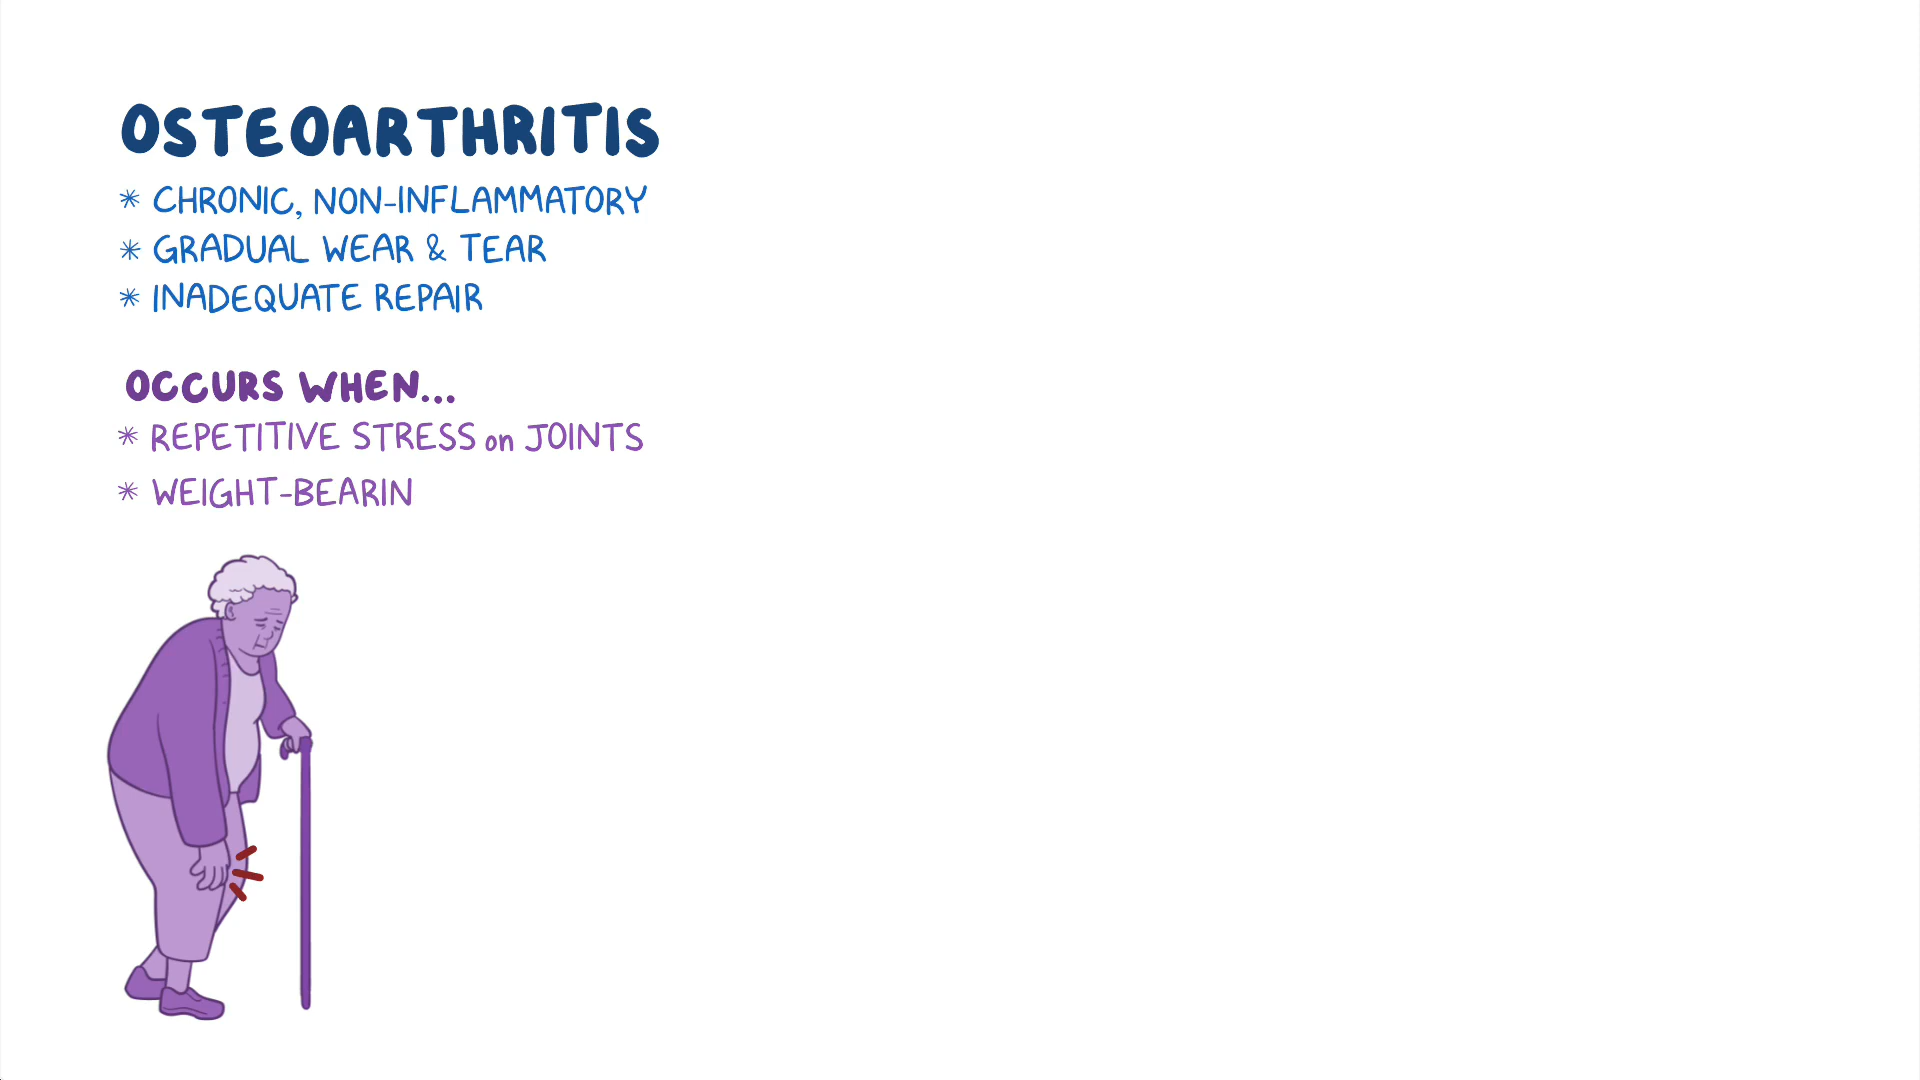 OSTEOARTHRITIS
* CHRONIC, NON-INFLAMMATORY
* GRADUAL WEAR & TEAR
* INADEQUATE REPAIR
OCCURS WHEN...
* REPETITIVE STRESS on JOINTS
* WEIGHT-BEARIN